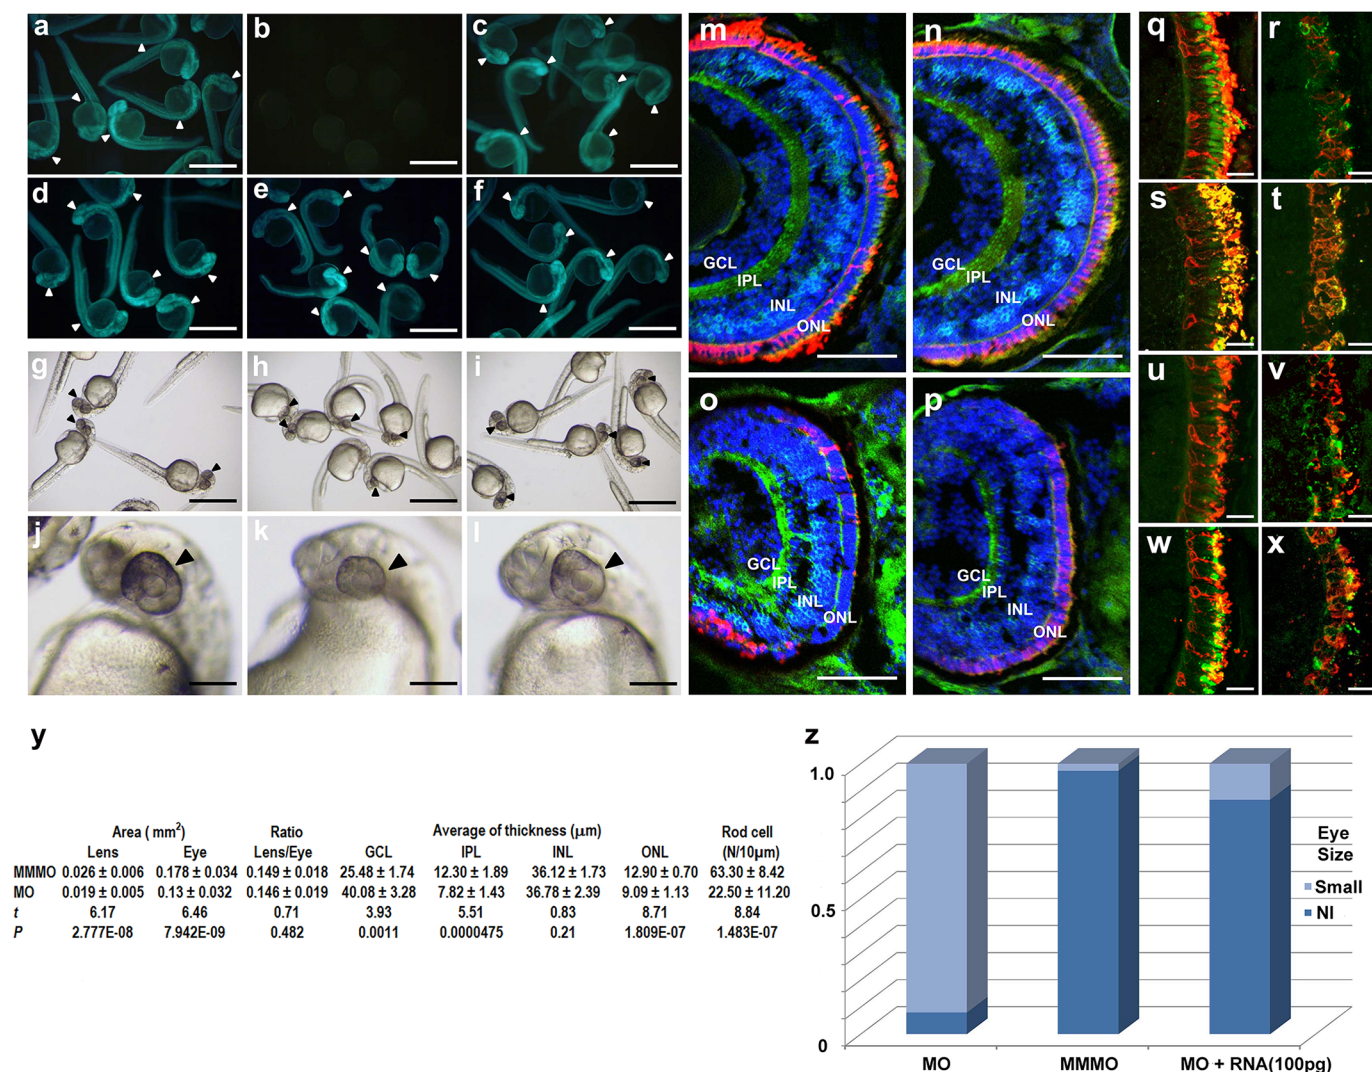 a
b
c
d
e
f
g
h
i
j
k
l
m
GCL
IPL
INL
ONL
n
GCL
IPL
INL
ONL
o
GCL
IPL
INL
ONL
p
GCL
IPL
INL
ONL
q
r
s
t
u
v
w
x
y
Area ( mm²) Ratio Average of thickness (μm) Rod cell
Lens Eye Lens/Eye GCL IPL INL ONL (N/10μm)
MMMO 0.026 ± 0.006 0.178 ± 0.034 0.149 ± 0.018 25.48 ± 1.74 12.30 ± 1.89 36.12 ± 1.73 12.90 ± 0.70 63.30 ± 8.42
MO 0.019 ± 0.005 0.13 ± 0.032 0.146 ± 0.019 40.08 ± 3.28 7.82 ± 1.43 36.78 ± 2.39 9.09 ± 1.13 22.50 ± 11.20
t 6.17 6.46 0.71 3.93 5.51 0.83 8.71 8.84
P 2.777E-08 7.942E-09 0.482 0.0011 0.0000475 0.21 1.809E-07 1.483E-07
z
1.0
0.5
0
MO
MMMO
MO + RNA(100pg)
Eye
Size
Small
NI